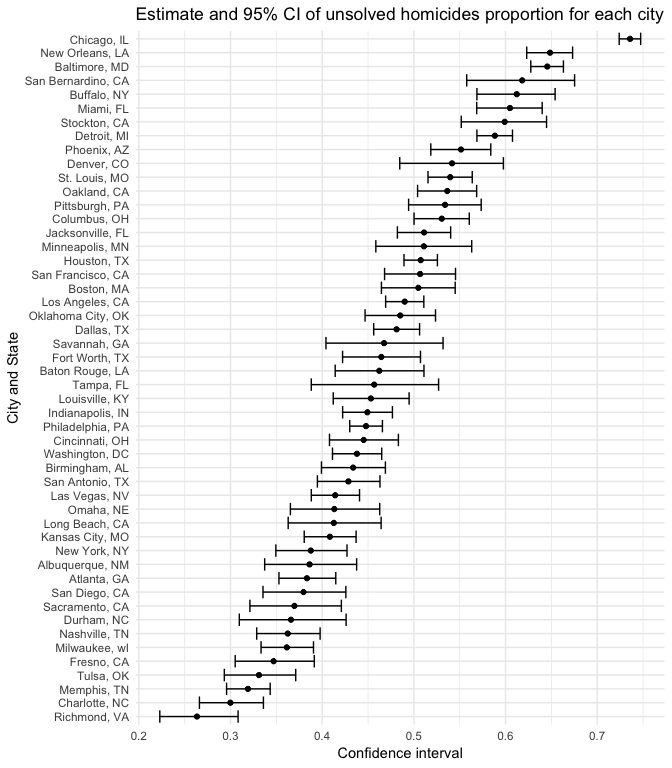 Estimate and 95% CI of unsolved homicides proportion for each city
City and State
Chicago, IL
New Orleans, LA
Baltimore, MD
San Bernardino, CA
Buffalo, NY
Miami, FL
Stockton, CA
Detroit, MI
Phoenix, AZ
Denver, CO
St. Louis, MO
Oakland, CA
Pittsburgh, PA
Columbus, OH
Jacksonville, FL
Minneapolis, MN
Houston, TX
San Francisco, CA
Boston, MA
Los Angeles, CA
Oklahoma City, OK
Dallas, TX
Savannah, GA
Fort Worth, TX
Baton Rouge, LA
Tampa, FL
Louisville, KY
Indianapolis, IN
Philadelphia, PA
Cincinnati, OH
Washington, DC
Birmingham, AL
San Antonio, TX
Las Vegas, NV
Omaha, NE
Long Beach, CA
Kansas City, MO
New York, NY
Albuquerque, NM
Atlanta, GA
San Diego, CA
Sacramento, CA
Durham, NC
Nashville, TN
Milwaukee, wI
Fresno, CA
Tulsa, OK
Memphis, TN
Charlotte, NC
Richmond, VA
0.2 0.3 0.4 0.5 0.6 0.7
Confidence interval